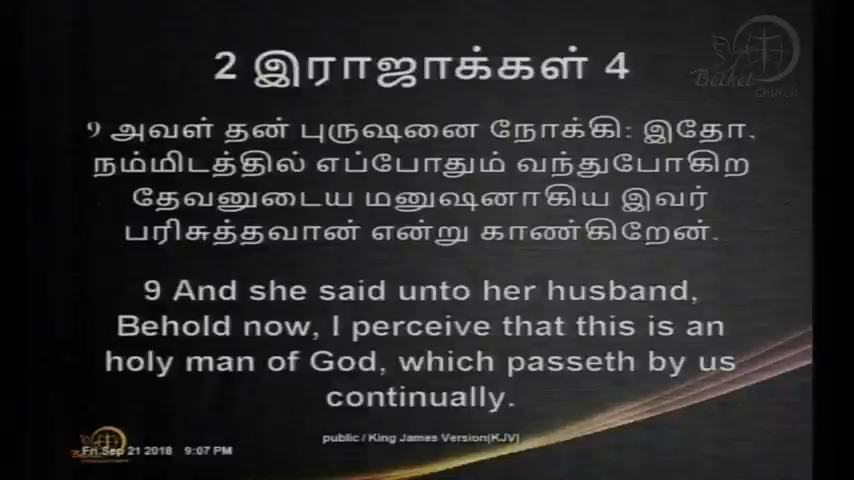 2 இராஜாக்கள் 4
Bethel
Church
9 அவள் தன் புருஷனை நோக்கி: இதோ,
நம்மிடத்தில் எப்போதும் வந்துபோகிற
தேவனுடைய மனுஷனாகிய இவர்
பரிசுத்தவான் என்று காண்கிறேன்.
9 And she said unto her husband,
Behold now, I perceive that this is an
holy man of God, which passeth by us
continually.
public / King James Version(KJV)
Fri Sep 21 2018 9:07 PM